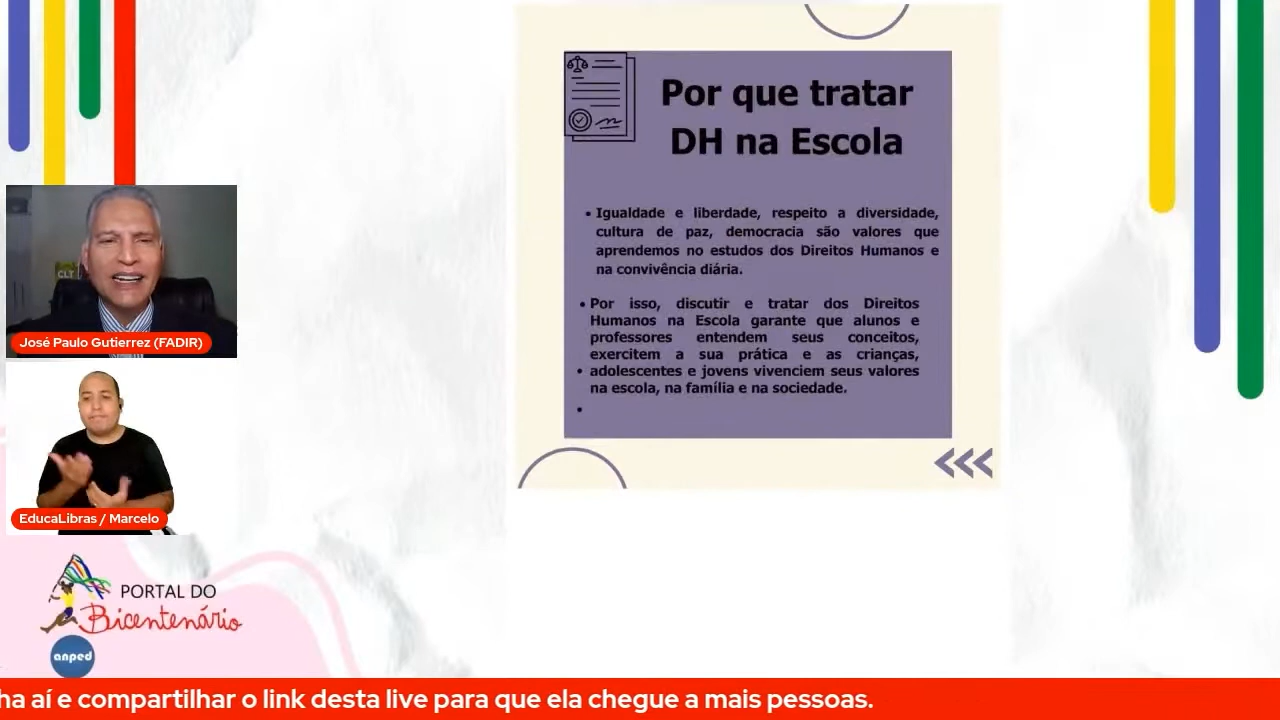 Por que tratar
DH na Escola
• Igualdade e liberdade, respeito a diversidade,
cultura de paz, democracia são valores que
aprendemos no estudos dos Direitos Humanos e
na convivência diária.
• Por isso, discutir e tratar dos Direitos
Humanos na Escola garante que alunos e
professores entendem seus conceitos,
exercitem a sua prática e as crianças,
• adolescentes e jovens vivenciem seus valores
na escola, na família e na sociedade.
•
CLT
José Paulo Gutierrez (FADIR)
EducaLibras / Marcelo
PORTAL DO
Bicentenário
anped
ha aí e compartilhar o link desta live para que ela chegue a mais pessoas.